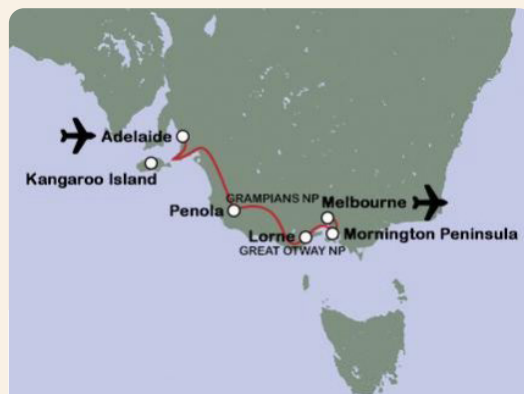 Adelaide
Kangaroo Island
GRAMPIANS NP
Melbourne
Penola
Lorne
Mornington Peninsula
GREAT OTWAY NP